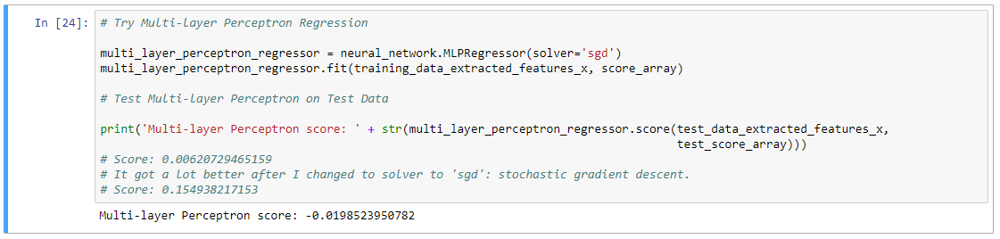 In [24]: # Try Multi-Layer Perceptron Regression
multi_layer_perceptron_regressor = neural_network.MLPRegressor(solver='sgd')
multi_layer_perceptron_regressor.fit(training_data_extracted_features_x, score_array)
# Test Multi-Layer Perceptron on Test Data
print('Multi-layer Perceptron score: ' + str(multi_layer_perceptron_regressor.score(test_data_extracted_features_x,
test_score_array)))
# Score: 0.00620729465159
# It got a lot better after I changed to solver to 'sgd': stochastic gradient descent.
# Score: 0.154938217153
Multi-layer Perceptron score: -0.0198523950782